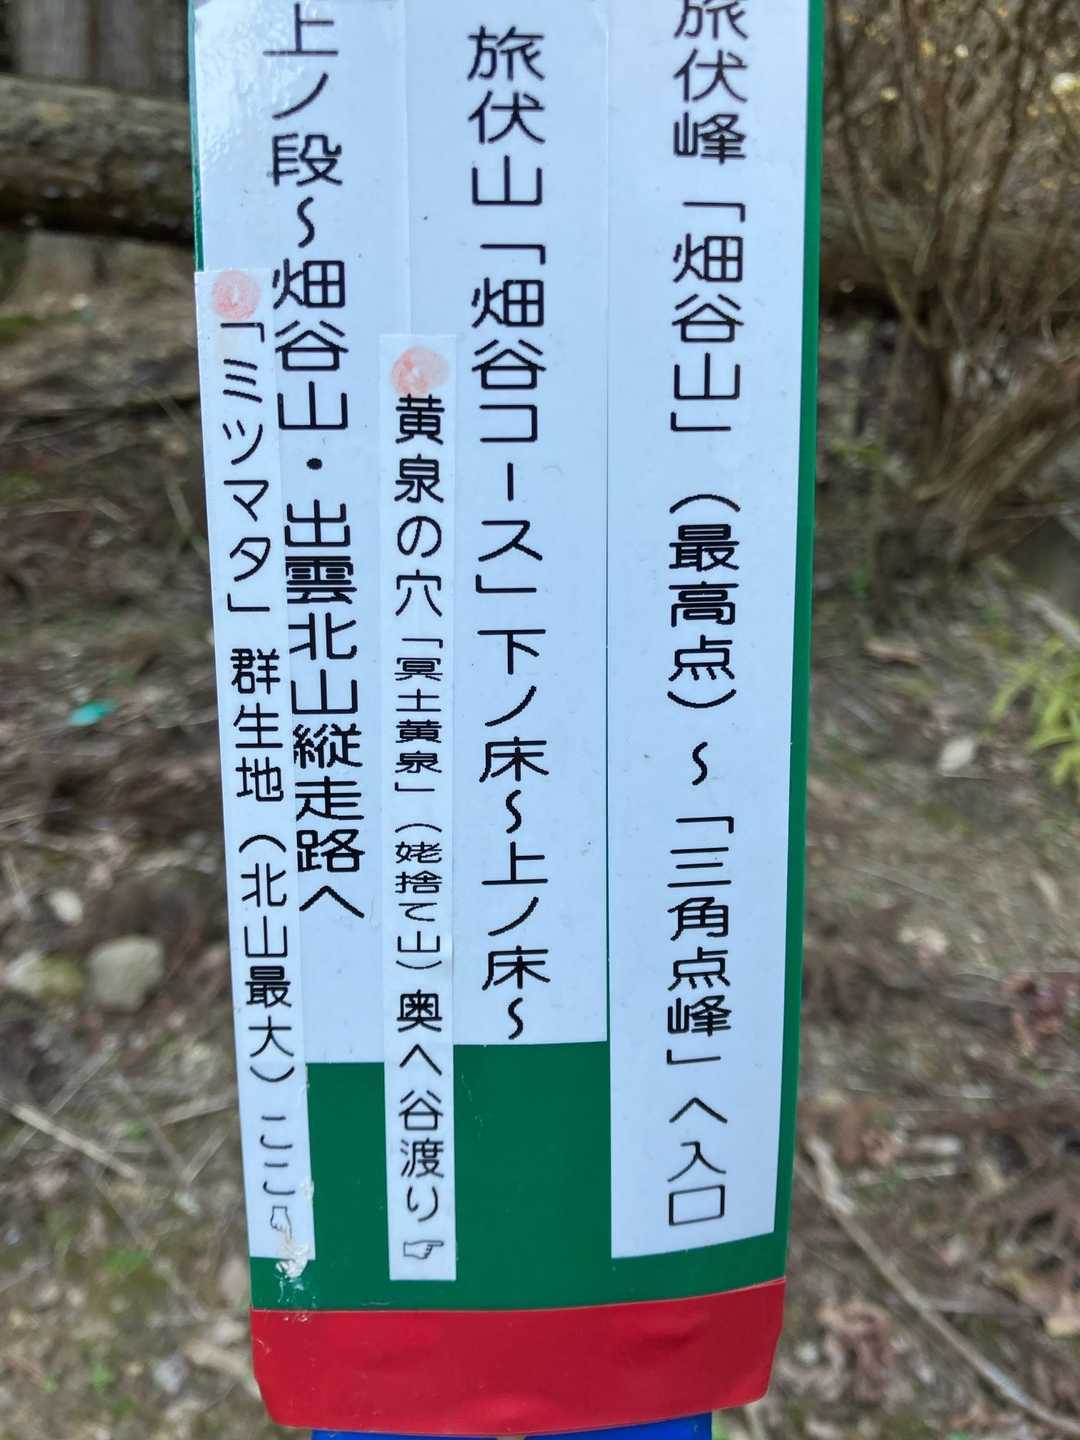 旅伏峰「畑谷山」（最高点）～「三角点峰」へ入口
旅伏山「畑谷コース」下ノ床～上ノ床～
黄泉の穴「冥土黄泉」（姥捨て山）奥へ谷渡り☞
上ノ段～畑谷山・出雲北山縦走路へ
「ミツマタ」群生地（北山最大）ここ☟